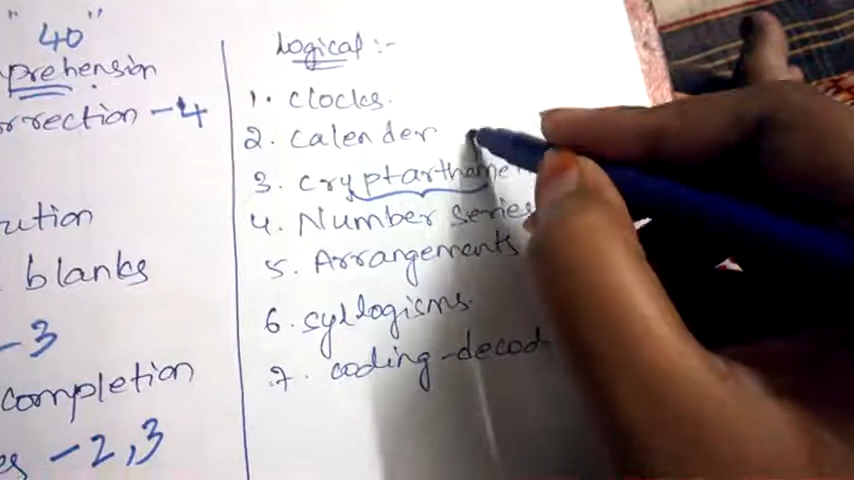 "40"
prehension
rrection - 4
ution
blanks
- 3
completion
es - 2,3
Logical :-
1. clocks.
2. calender
3. cryptarthame
4. Number series
5. Arrangements
6. syllogisms.
7. coding-decod